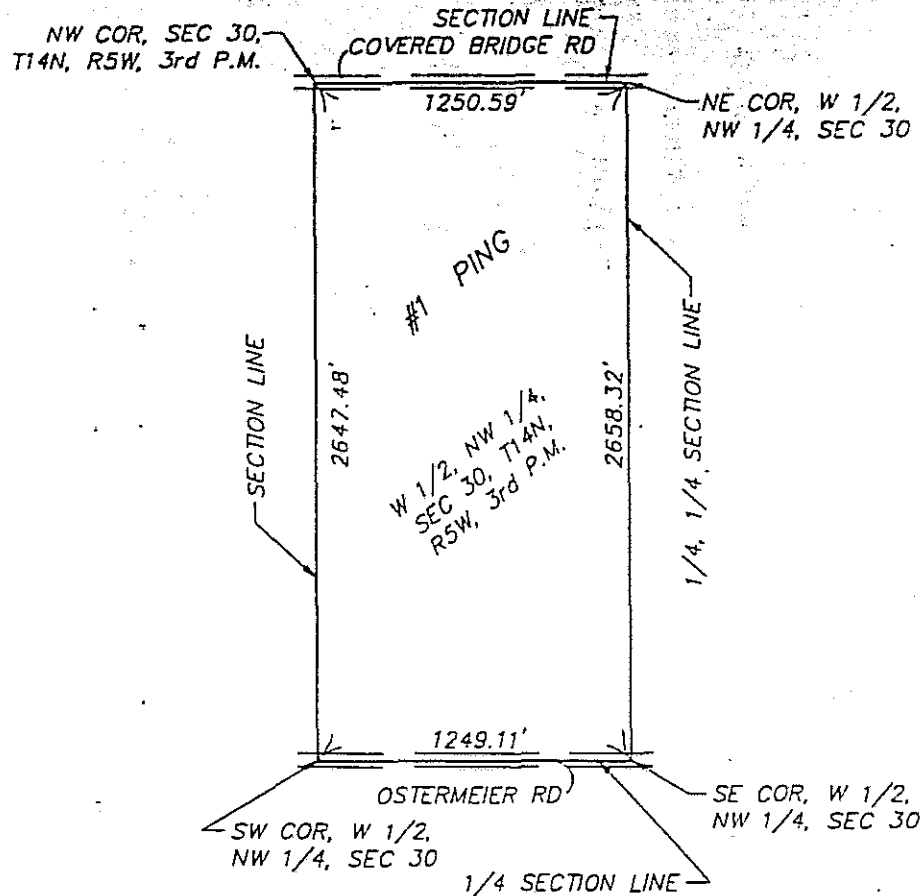 SECTION LINE
COVERED BRIDGE RD
NW COR, SEC 30,
T14N, R5W, 3rd P.M.
1250.59'
NE COR, W 1/2,
NW 1/4, SEC 30
#1 PING
SECTION LINE
2647.48'
W 1/2, NW 1/4,
SEC 30, T14N,
R5W, 3rd P.M.
2658.32'
1/4, 1/4, SECTION LINE
1249.11'
OSTERMEIER RD
SW COR, W 1/2,
NW 1/4, SEC 30
SE COR, W 1/2,
NW 1/4, SEC 30
1/4 SECTION LINE